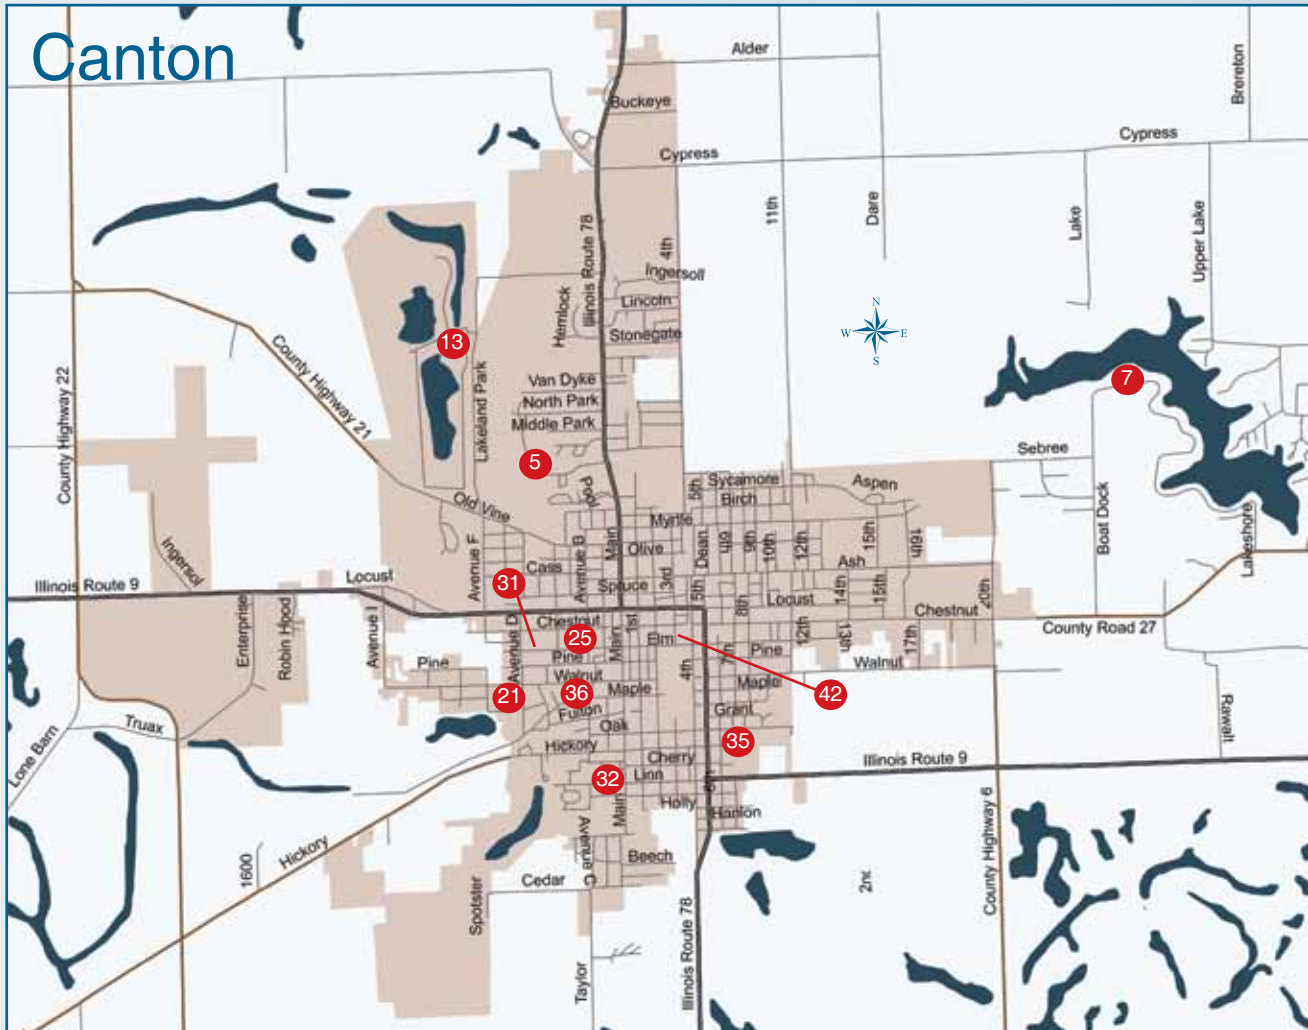 Canton
Alder
Brereton
Buckeye
Cypress
Cypress
11th
Dare
Lake
Upper Lake
Illinois Route 78
4th
Ingersoll
Hemlock
Lincoln
Stonegate
N
W
E
S
13
County Highway 21
County Highway 22
Lakeland Park
Van Dyke
North Park
Middle Park
7
5
Pool
Sebree
Old Vine
5th
Sycamore
Birch
Aspen
Boat Dock
Lakeshore
Myrtle
Avenue F
Avenue B
Main
Olive
Dean
9th
10th
12th
15th
16th
Cass
Ash
Ingersol
Illinois Route 9
Locust
31
Spruce
3rd
5th
8th
Locust
14th
15th
20th
Chestnut
Enterprise
Robin Hood
Avenue I
Avenue D
Chestnut
25
Main
1st
Elm
7th
12th
13th
17th
County Road 27
Pine
Pine
Pine
Walnut
Walnut
4th
21
36
Maple
Maple
42
Fulton
Grant
Truax
Oak
35
Rawalt
Lone Barn
Hickory
Cherry
Illinois Route 9
32
Linn
6th
Main
Holly
Hanlon
County Highway 6
1600
Hickory
Avenue C
Beech
Cedar
Spotster
Taylor
Illinois Route 78